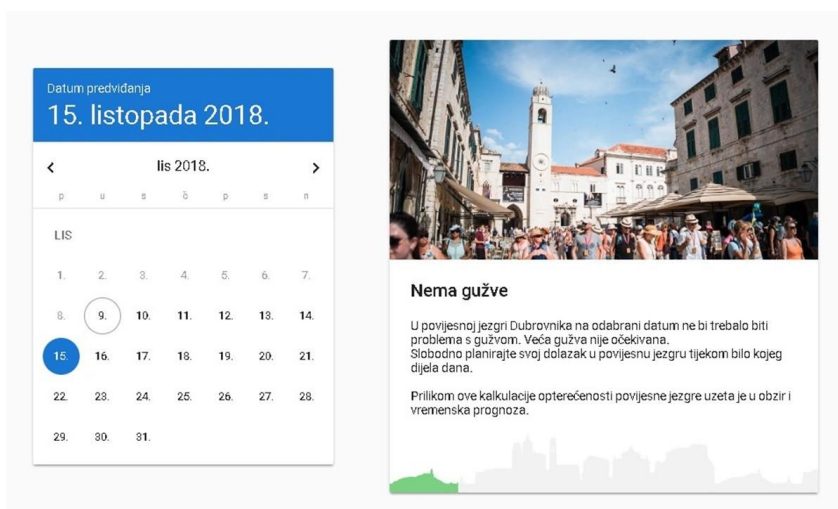 Datum predviđanja
15. listopada 2018.
lis 2018.
p u s č p s n
LIS
1. 2. 3. 4. 5. 6. 7.
8. 9. 10. 11. 12. 13. 14.
15. 16. 17. 18. 19. 20. 21.
22. 23. 24. 25. 26. 27. 28.
29. 30. 31.
Nema gužve
U povijesnoj jezgri Dubrovnika na odabrani datum ne bi trebalo biti
problema s gužvom. Veća gužva nije očekivana.
Slobodno planirajte svoj dolazak u povijesnu jezgru tijekom bilo kojeg
dijela dana.
Prilikom ove kalkulacije opterećenosti povijesne jezgre uzeta je u obzir i
vremenska prognoza.